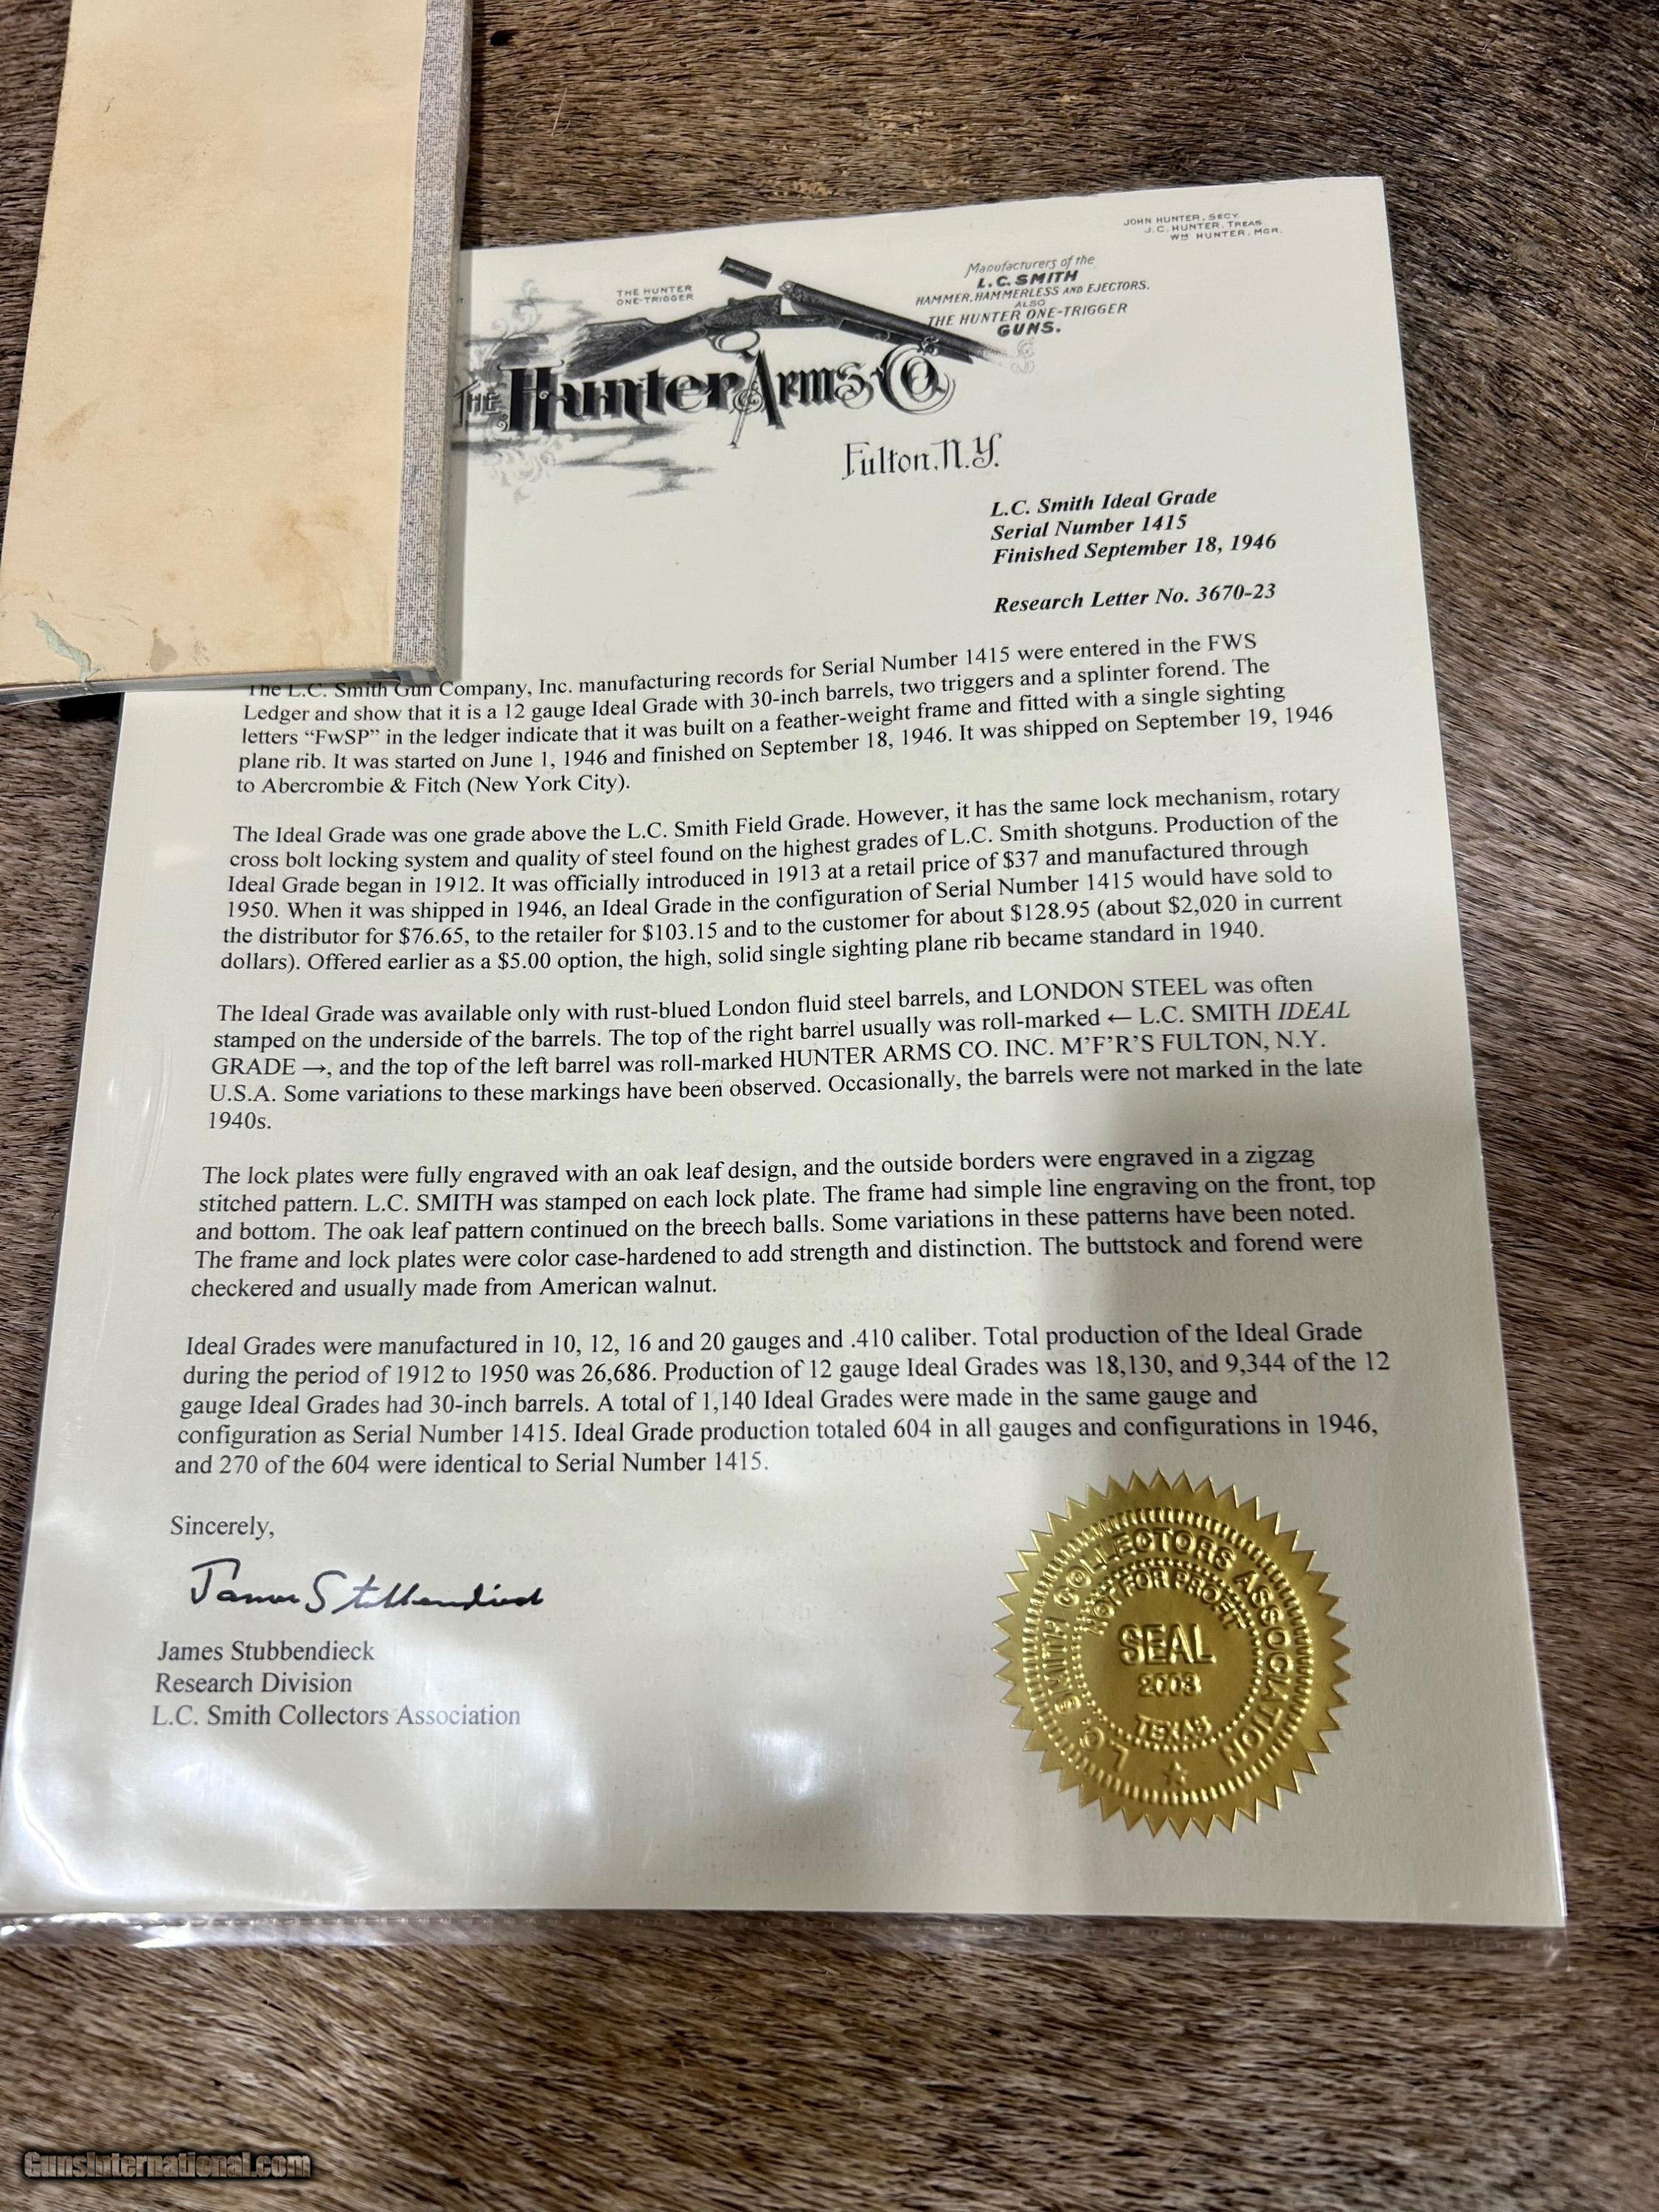 JOHN HUNTER, SECY.
J.C. HUNTER, TREAS.
WM HUNTER, MGR.
THE HUNTER
ONE-TRIGGER
Manufacturers of the
L.C. SMITH
HAMMER, HAMMERLESS AND EJECTORS.
ALSO
THE HUNTER ONE-TRIGGER
GUNS.
THE HUNTER ARMS CO.
Fulton, N.Y.
L.C. Smith Ideal Grade
Serial Number 1415
Finished September 18, 1946
Research Letter No. 3670-23
The L.C. Smith Gun Company, Inc. manufacturing records for Serial Number 1415 were entered in the FWS
Ledger and show that it is a 12 gauge Ideal Grade with 30-inch barrels, two triggers and a splinter forend. The
letters “FwSP” in the ledger indicate that it was built on a feather-weight frame and fitted with a single sighting
plane rib. It was started on June 1, 1946 and finished on September 18, 1946. It was shipped on September 19, 1946
to Abercrombie & Fitch (New York City).
The Ideal Grade was one grade above the L.C. Smith Field Grade. However, it has the same lock mechanism, rotary
cross bolt locking system and quality of steel found on the highest grades of L.C. Smith shotguns. Production of the
Ideal Grade began in 1912. It was officially introduced in 1913 at a retail price of $37 and manufactured through
1950. When it was shipped in 1946, an Ideal Grade in the configuration of Serial Number 1415 would have sold to
the distributor for $76.65, to the retailer for $103.15 and to the customer for about $128.95 (about $2,020 in current
dollars). Offered earlier as a $5.00 option, the high, solid single sighting plane rib became standard in 1940.
The Ideal Grade was available only with rust-blued London fluid steel barrels, and LONDON STEEL was often
stamped on the underside of the barrels. The top of the right barrel usually was roll-marked ← L.C. SMITH IDEAL
GRADE →, and the top of the left barrel was roll-marked HUNTER ARMS CO. INC. M’F’R’S FULTON, N.Y.
U.S.A. Some variations to these markings have been observed. Occasionally, the barrels were not marked in the late
1940s.
The lock plates were fully engraved with an oak leaf design, and the outside borders were engraved in a zigzag
stitched pattern. L.C. SMITH was stamped on each lock plate. The frame had simple line engraving on the front, top
and bottom. The oak leaf pattern continued on the breech balls. Some variations in these patterns have been noted.
The frame and lock plates were color case-hardened to add strength and distinction. The buttstock and forend were
checkered and usually made from American walnut.
Ideal Grades were manufactured in 10, 12, 16 and 20 gauges and .410 caliber. Total production of the Ideal Grade
during the period of 1912 to 1950 was 26,686. Production of 12 gauge Ideal Grades was 18,130, and 9,344 of the 12
gauge Ideal Grades had 30-inch barrels. A total of 1,140 Ideal Grades were made in the same gauge and
configuration as Serial Number 1415. Ideal Grade production totaled 604 in all gauges and configurations in 1946,
and 270 of the 604 were identical to Serial Number 1415.
Sincerely,
James Stubbendieck
James Stubbendieck
Research Division
L.C. Smith Collectors Association
L.C. SMITH COLLECTORS ASSOCIATION
NOT FOR PROFIT
SEAL
2003
GunsInternational.com